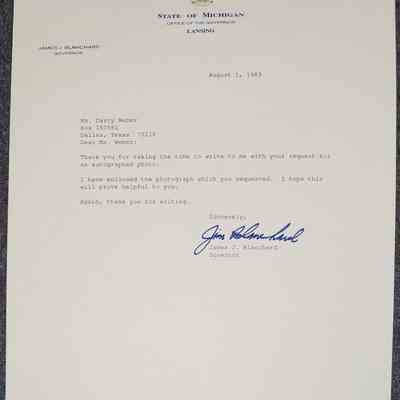 STATE OF MICHIGAN
OFFICE OF THE GOVERNOR
LANSING
JAMES J. BLANCHARD
GOVERNOR
August 1, 1983
Mr. Darry Weber
Box
Dallas, Texas
Dear Mr. Weber:
Thank you for taking the time to write to me with your request for
an autographed photo.
I have enclosed the photograph which you requested. I hope this
will prove helpful to you.
Again, thank you for writing.
Sincerely,
Jim Blanchard
James J. Blanchard
Governor